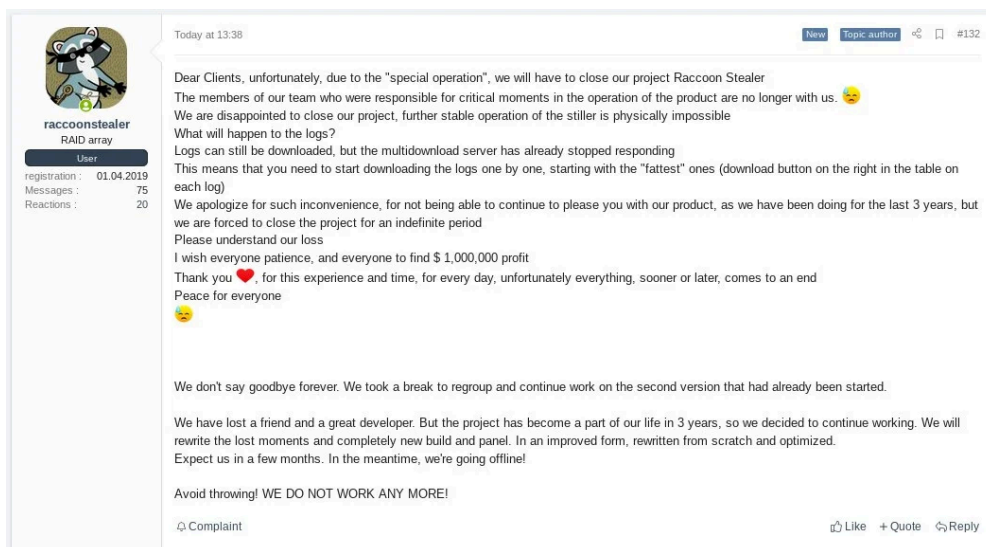 Today at 13:38
New
Topic author
#132
raccoonstealer
RAID array
User
registration : 01.04.2019
Messages : 75
Reactions : 20
Dear Clients, unfortunately, due to the "special operation", we will have to close our project Raccoon Stealer
The members of our team who were responsible for critical moments in the operation of the product are no longer with us.
We are disappointed to close our project, further stable operation of the stiller is physically impossible
What will happen to the logs?
Logs can still be downloaded, but the multidownload server has already stopped responding
This means that you need to start downloading the logs one by one, starting with the "fattest" ones (download button on the right in the table on
each log)
We apologize for such inconvenience, for not being able to continue to please you with our product, as we have been doing for the last 3 years, but
we are forced to close the project for an indefinite period
Please understand our loss
I wish everyone patience, and everyone to find $ 1,000,000 profit
Thank you ❤, for this experience and time, for every day, unfortunately everything, sooner or later, comes to an end
Peace for everyone
We don't say goodbye forever. We took a break to regroup and continue work on the second version that had already been started.
We have lost a friend and a great developer. But the project has become a part of our life in 3 years, so we decided to continue working. We will
rewrite the lost moments and completely new build and panel. In an improved form, rewritten from scratch and optimized.
Expect us in a few months. In the meantime, we're going offline!
Avoid throwing! WE DO NOT WORK ANY MORE!
Complaint
Like
+ Quote
Reply